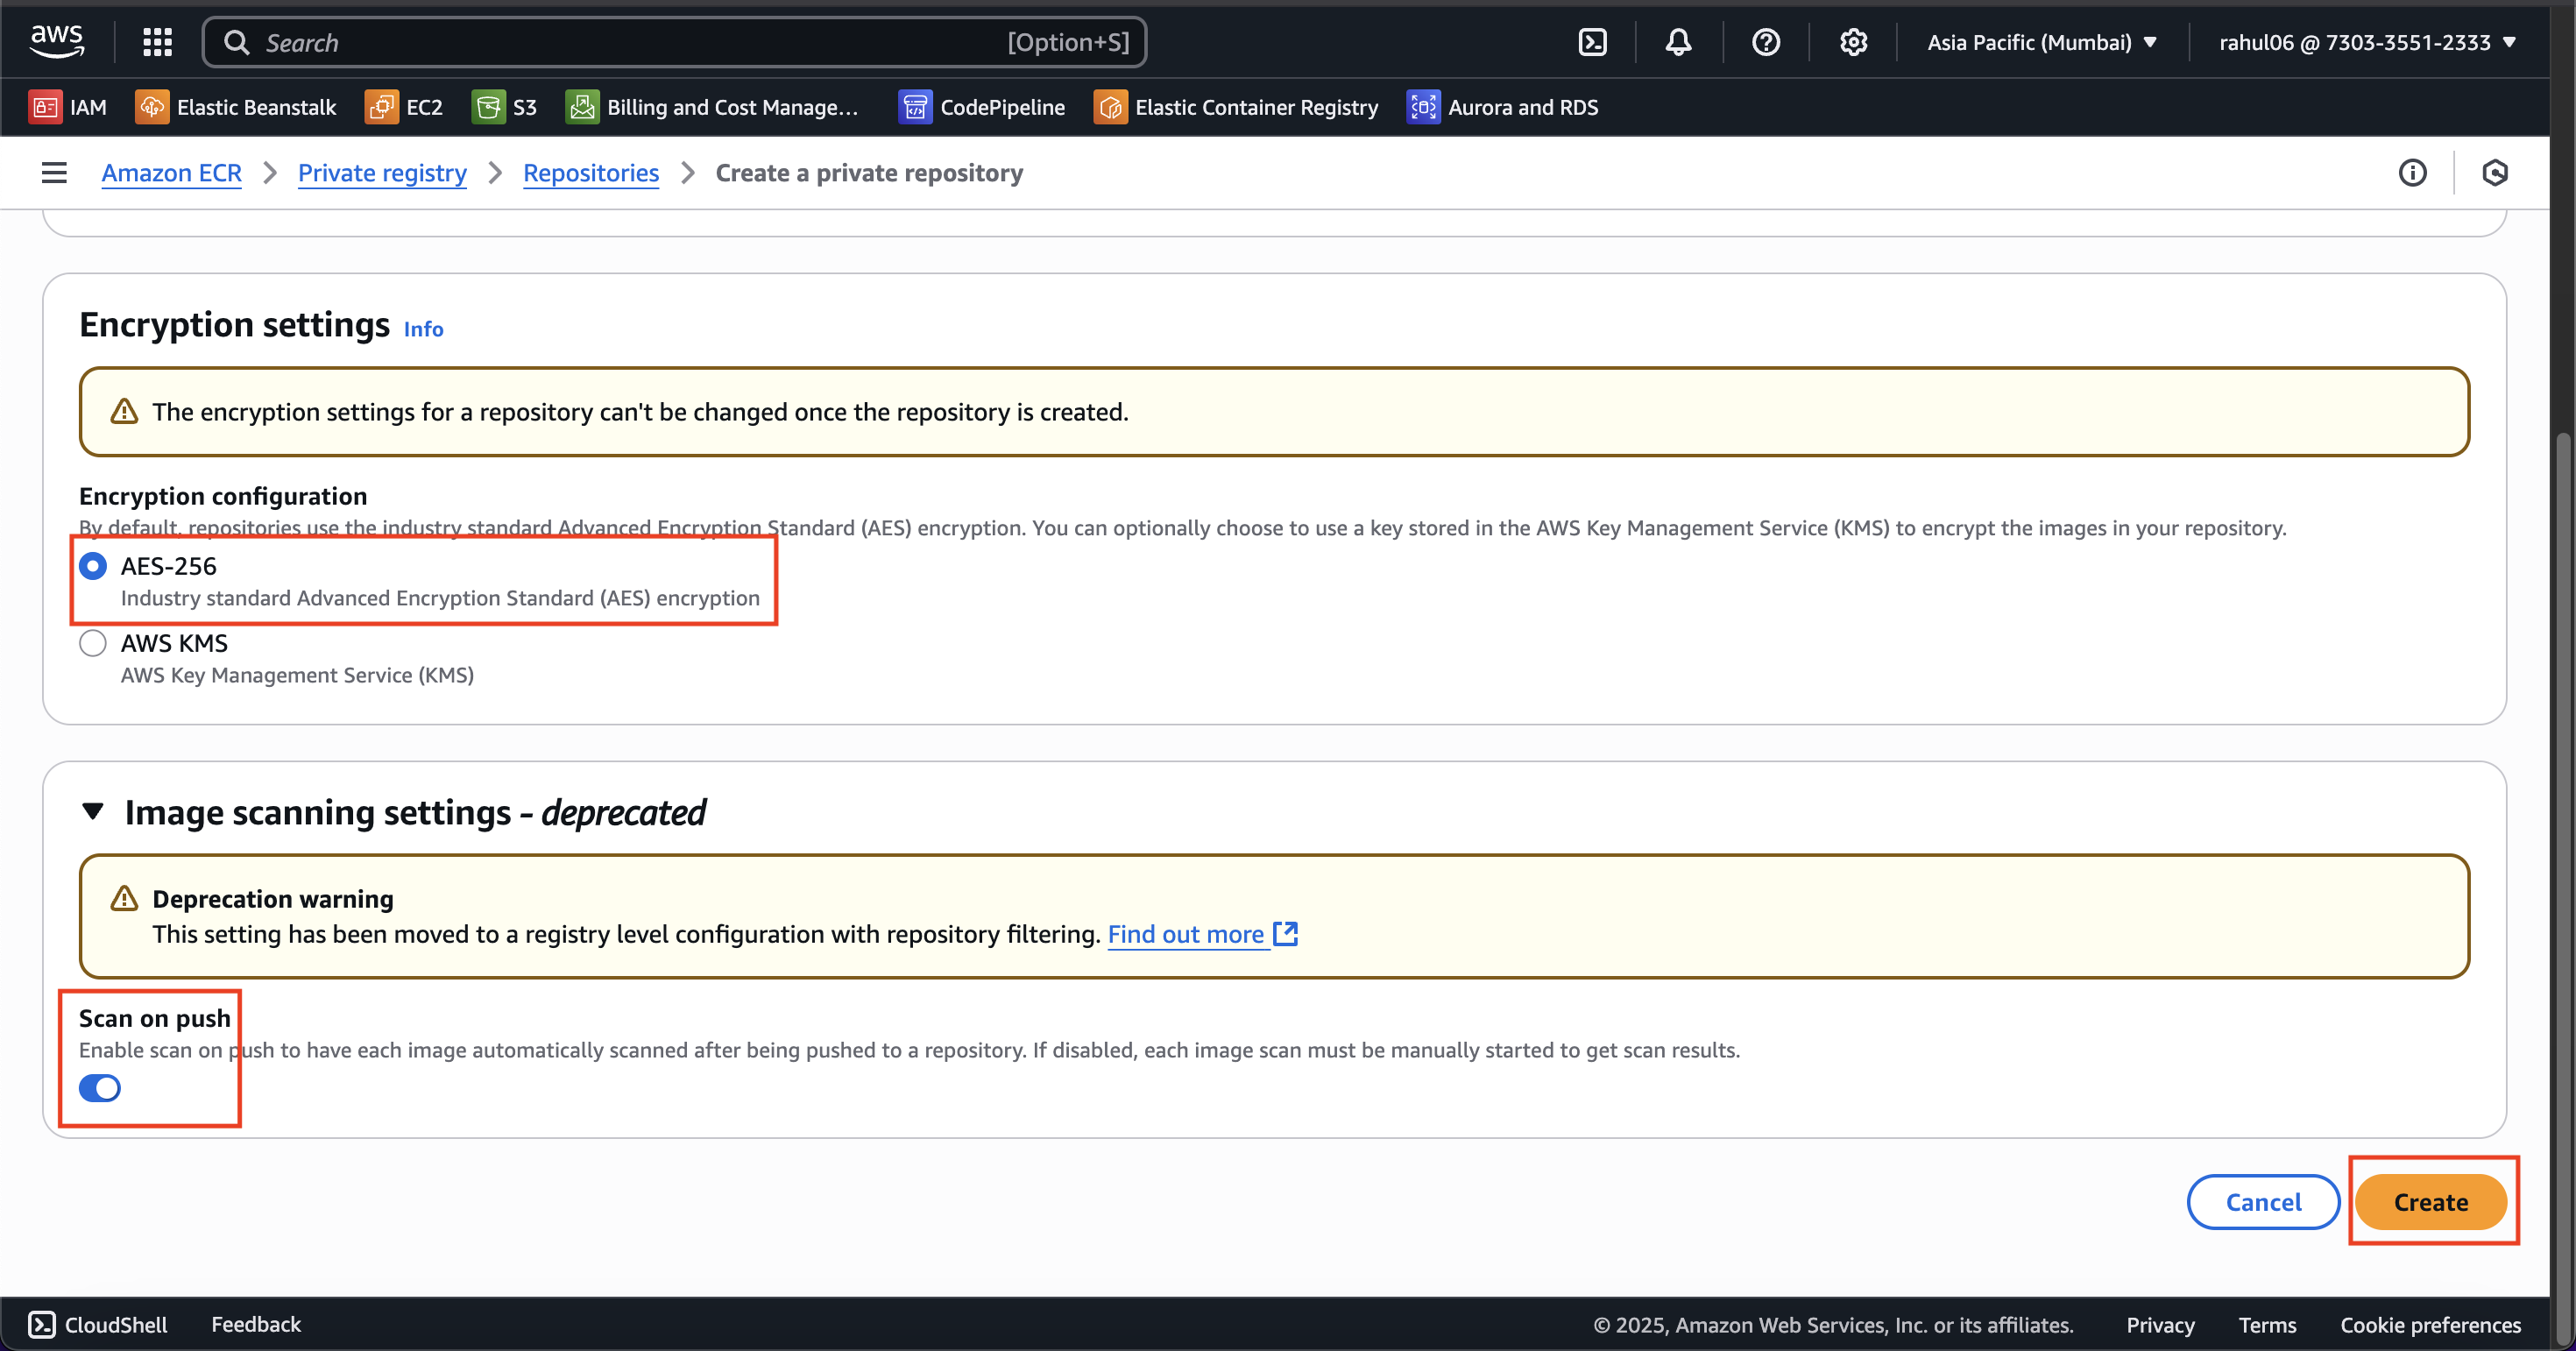 aws
Search [Option+S]
Asia Pacific (Mumbai)
rahul06 @ 7303-3551-2333
IAM
Elastic Beanstalk
EC2
S3
Billing and Cost Manage...
CodePipeline
Elastic Container Registry
Aurora and RDS
Amazon ECR > Private registry > Repositories > Create a private repository
Encryption settings Info
The encryption settings for a repository can't be changed once the repository is created.
Encryption configuration
By default, repositories use the industry standard Advanced Encryption Standard (AES) encryption. You can optionally choose to use a key stored in the AWS Key Management Service (KMS) to encrypt the images in your repository.
AES-256
Industry standard Advanced Encryption Standard (AES) encryption
AWS KMS
AWS Key Management Service (KMS)
Image scanning settings - deprecated
Deprecation warning
This setting has been moved to a registry level configuration with repository filtering. Find out more
Scan on push
Enable scan on push to have each image automatically scanned after being pushed to a repository. If disabled, each image scan must be manually started to get scan results.
Cancel
Create
CloudShell
Feedback
© 2025, Amazon Web Services, Inc. or its affiliates.
Privacy
Terms
Cookie preferences